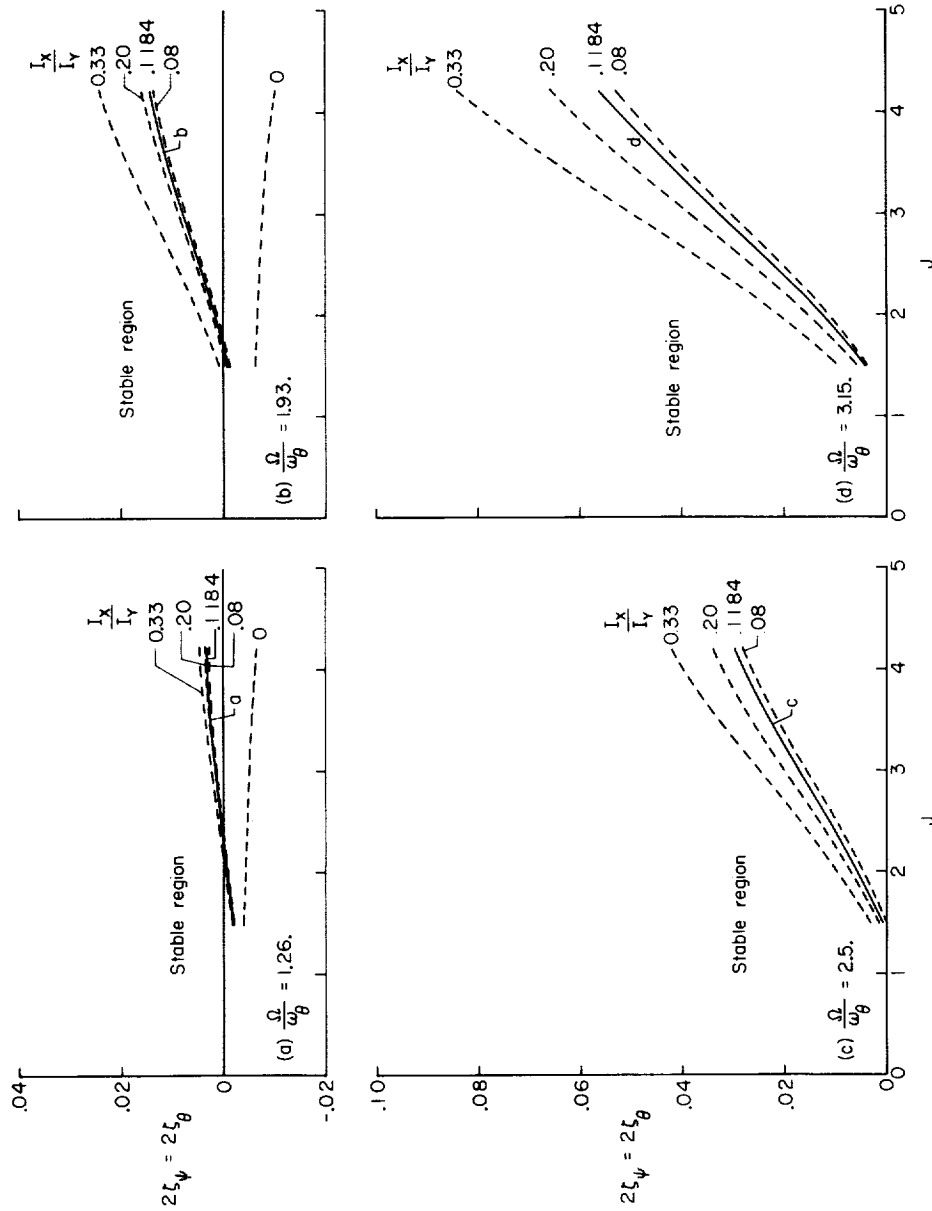 .04
.02
0
-.02
2ζψ = 2ζθ
Stable region
(a) Ω/ωθ = 1.26.
IX/IY
0.33
.20
.1184
.08
0
a
Stable region
(b) Ω/ωθ = 1.93.
IX/IY
0.33
.20
.1184
.08
0
b
.10
.08
.06
.04
.02
0
2ζψ = 2ζθ
Stable region
(c) Ω/ωθ = 2.5.
IX/IY
0.33
.20
.1184
.08
c
0 1 2 3 4 5
J
Stable region
(d) Ω/ωθ = 3.15.
0.33
.20
.1184
.08
d
0 1 2 3 4 5
J